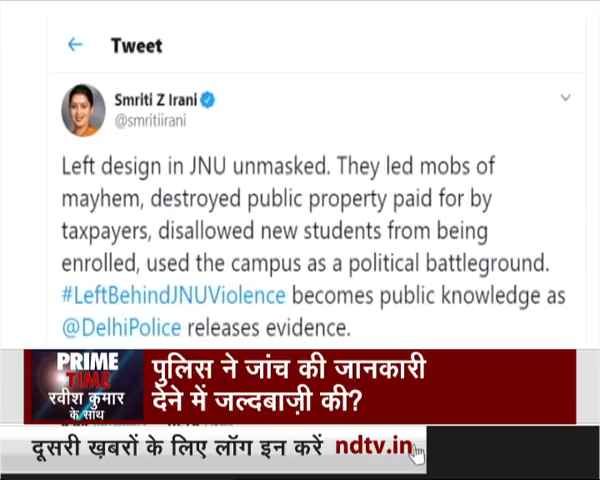 Tweet
Smriti Z Irani
@smritiirani
Left design in JNU unmasked. They led mobs of
mayhem, destroyed public property paid for by
taxpayers, disallowed new students from being
enrolled, used the campus as a political battleground.
#LeftBehindJNUViolence becomes public knowledge as
@DelhiPolice releases evidence.
PRIME
TIME
रवीश कुमार
के साथ
पुलिस ने जांच की जानकारी
देने में जल्दबाज़ी की?
दूसरी ख़बरों के लिए लॉग इन करें ndtv.in